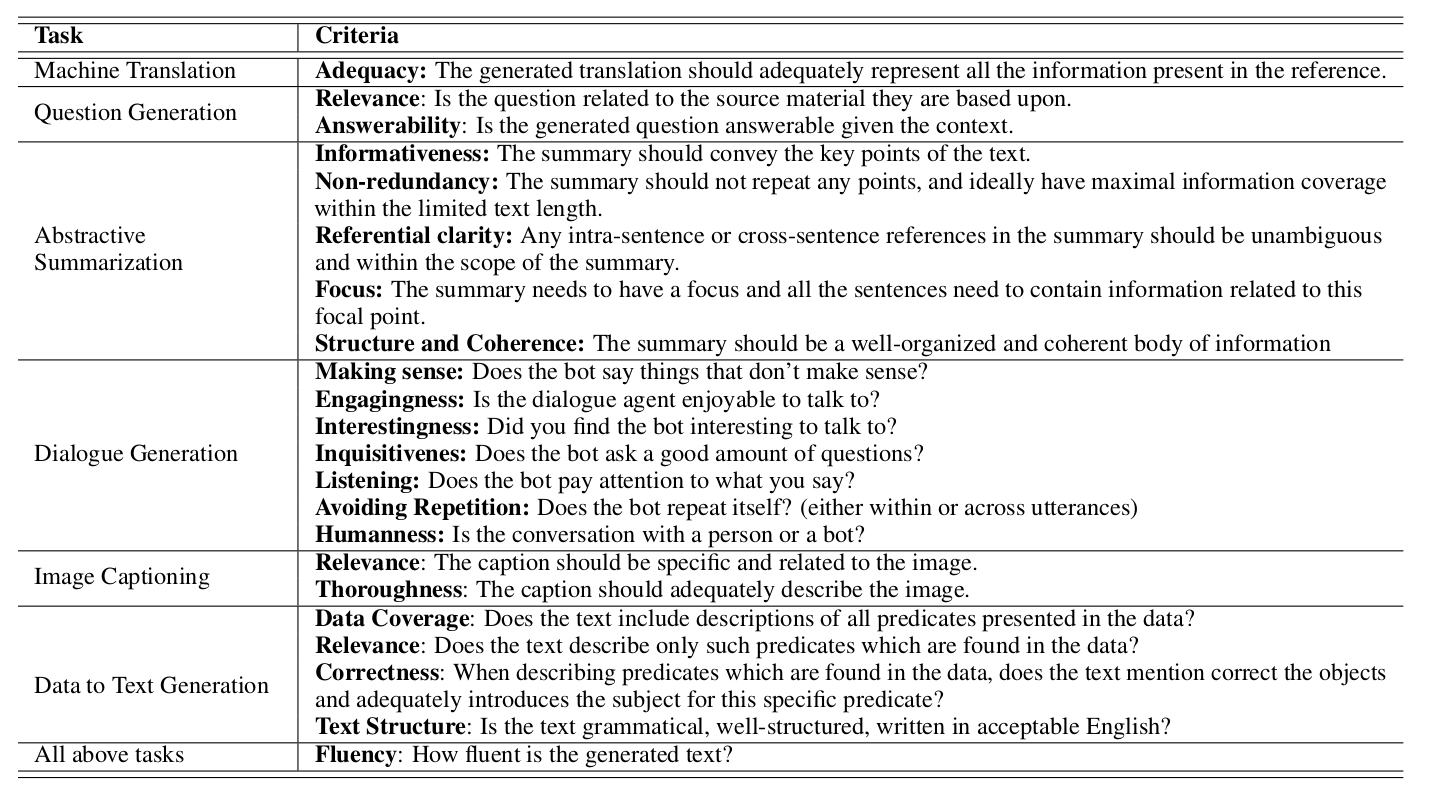 Task Criteria
Machine Translation Adequacy: The generated translation should adequately represent all the information present in the reference.
Question Generation
Relevance: Is the question related to the source material they are based upon.
Answerability: Is the generated question answerable given the context.
Abstractive
Summarization
Informativeness: The summary should convey the key points of the text.
Non-redundancy: The summary should not repeat any points, and ideally have maximal information coverage
within the limited text length.
Referential clarity: Any intra-sentence or cross-sentence references in the summary should be unambiguous
and within the scope of the summary.
Focus: The summary needs to have a focus and all the sentences need to contain information related to this
focal point.
Structure and Coherence: The summary should be a well-organized and coherent body of information
Dialogue Generation
Making sense: Does the bot say things that don't make sense?
Engagingness: Is the dialogue agent enjoyable to talk to?
Interestingness: Did you find the bot interesting to talk to?
Inquisitivenes: Does the bot ask a good amount of questions?
Listening: Does the bot pay attention to what you say?
Avoiding Repetition: Does the bot repeat itself? (either within or across utterances)
Humanness: Is the conversation with a person or a bot?
Image Captioning
Relevance: The caption should be specific and related to the image.
Thoroughness: The caption should adequately describe the image.
Data to Text Generation
Data Coverage: Does the text include descriptions of all predicates presented in the data?
Relevance: Does the text describe only such predicates which are found in the data?
Correctness: When describing predicates which are found in the data, does the text mention correct the objects
and adequately introduces the subject for this specific predicate?
Text Structure: Is the text grammatical, well-structured, written in acceptable English?
All above tasks Fluency: How fluent is the generated text?